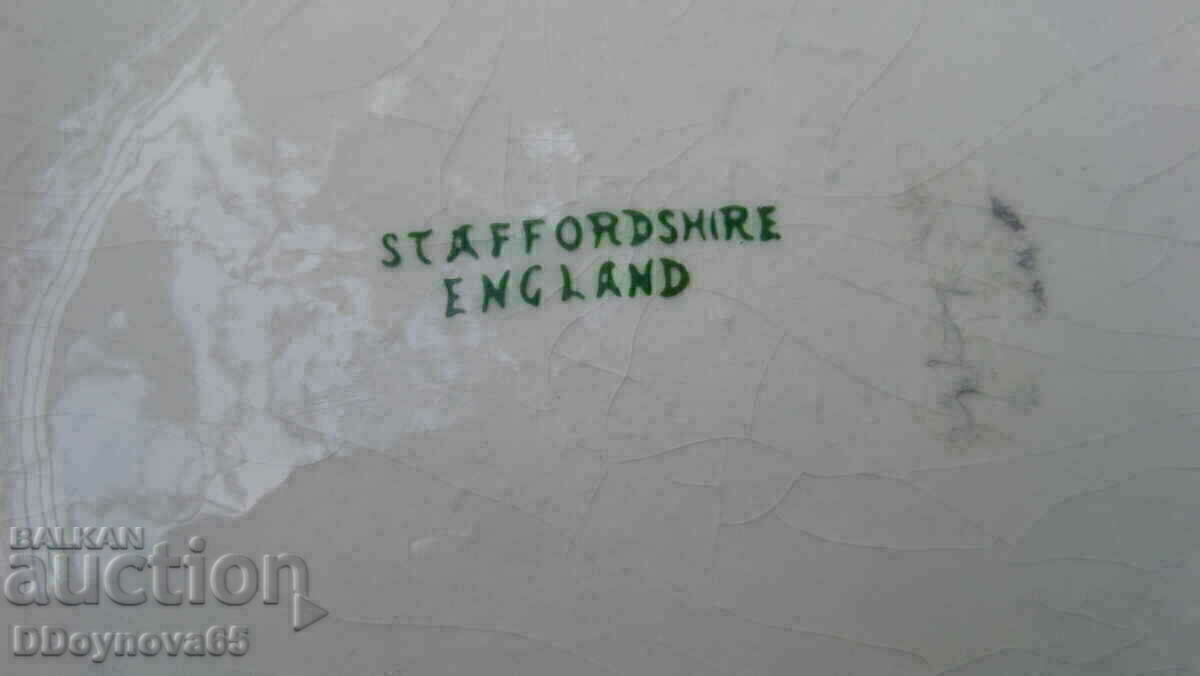 STAFFORDSHIRE
ENGLAND
BALKAN
auction
DDoynova65